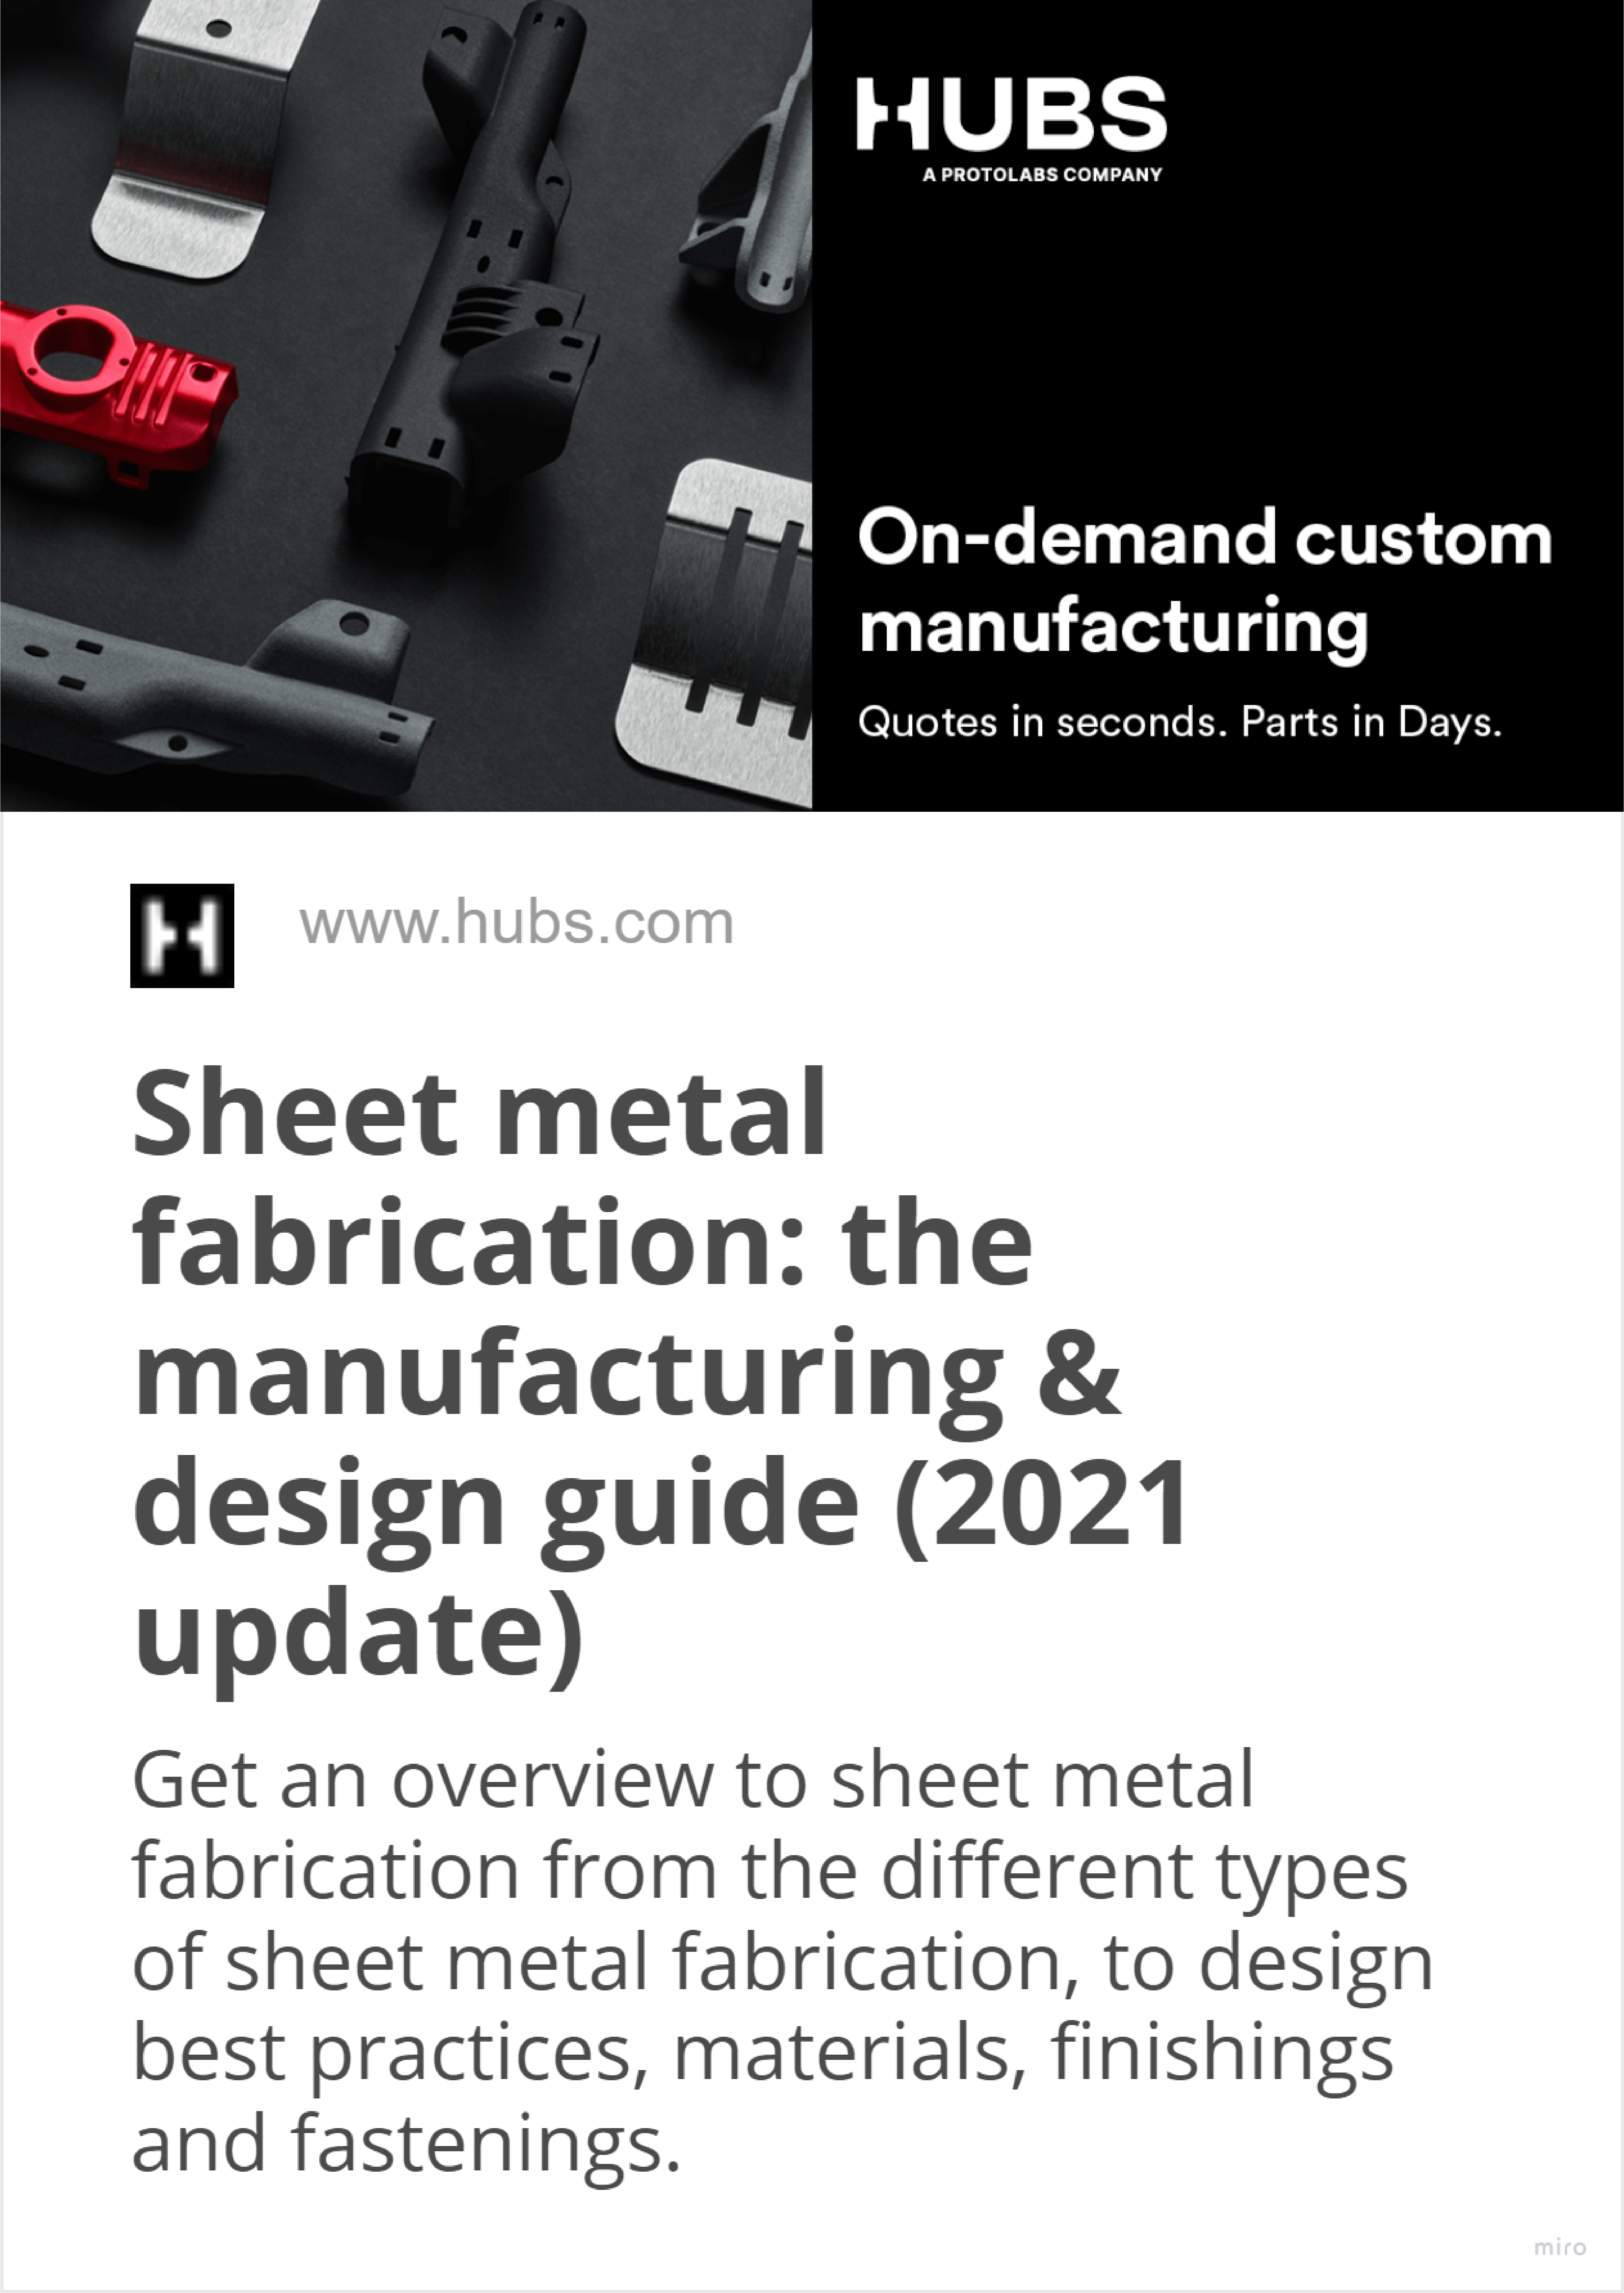 HUBS
A PROTOLABS COMPANY
On-demand custom
manufacturing
Quotes in seconds. Parts in Days.
H www.hubs.com
Sheet metal
fabrication: the
manufacturing &
design guide (2021
update)
Get an overview to sheet metal
fabrication from the different types
of sheet metal fabrication, to design
best practices, materials, finishings
and fastenings.
miro